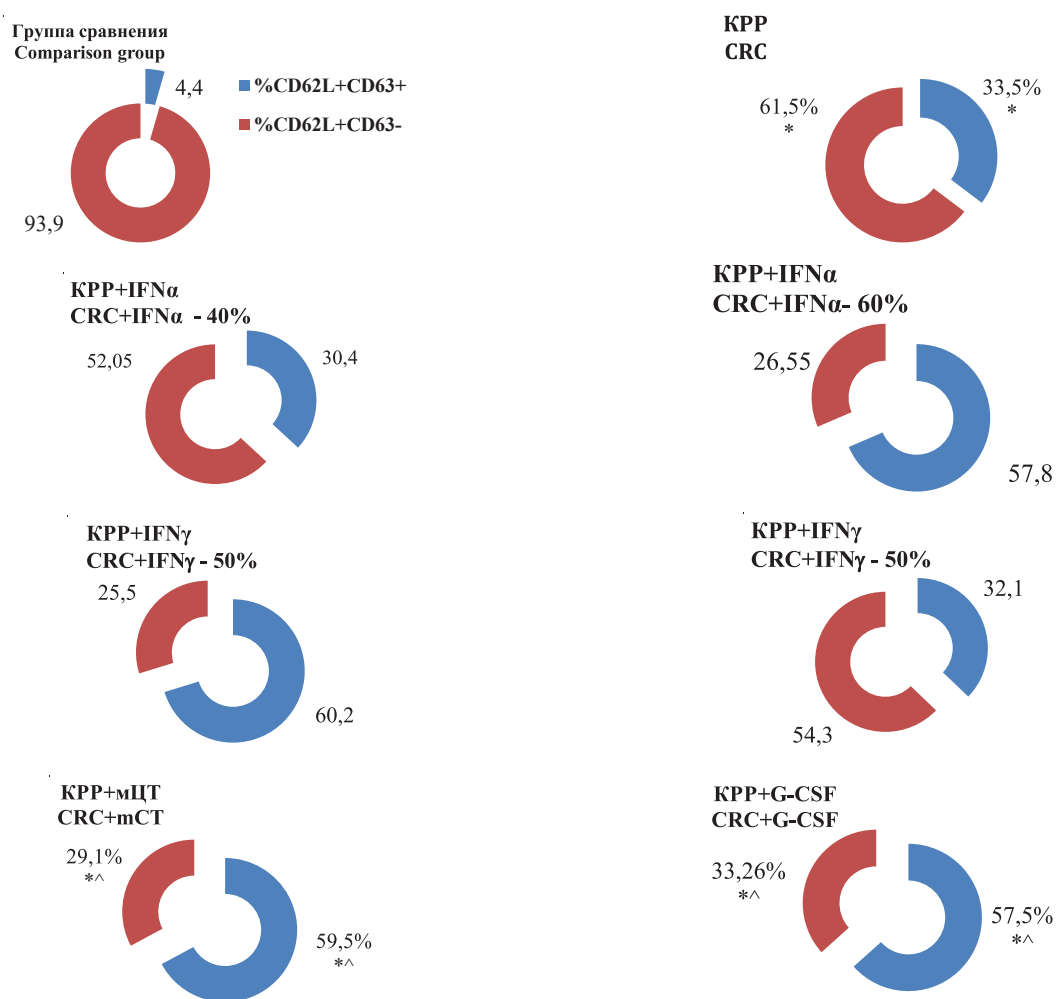 Группа сравнения
Comparison group
4,4
93,9
%CD62L+CD63+
%CD62L+CD63-
КРР
CRC
61,5%
*
33,5%
*
КРР+IFNα
CRC+IFNα - 40%
52,05
30,4
КРР+IFNα
CRC+IFNα- 60%
26,55
57,8
КРР+IFNγ
CRC+IFNγ - 50%
25,5
60,2
КРР+IFNγ
CRC+IFNγ - 50%
32,1
54,3
КРР+мЦТ
CRC+mCT
29,1%
*^
59,5%
*^
КРР+G-CSF
CRC+G-CSF
33,26%
*^
57,5%
*^